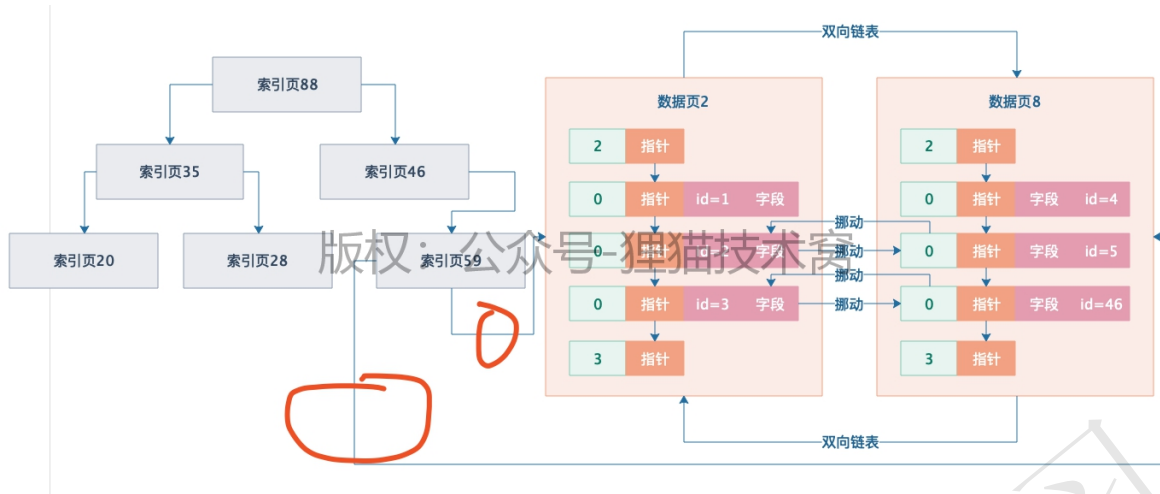 双向链表
索引页88
数据页2
数据页8
2 指针
2 指针
索引页35
索引页46
0 指针 id=1 字段
0 指针 字段 id=4
挪动
0 指针 id=2 字段
挪动
0 指针 字段 id=5
索引页20
索引页28
索引页59
版权:公众号-狸猫技术窝
挪动
0 指针 id=3 字段
挪动
0 指针 字段 id=46
3 指针
3 指针
双向链表